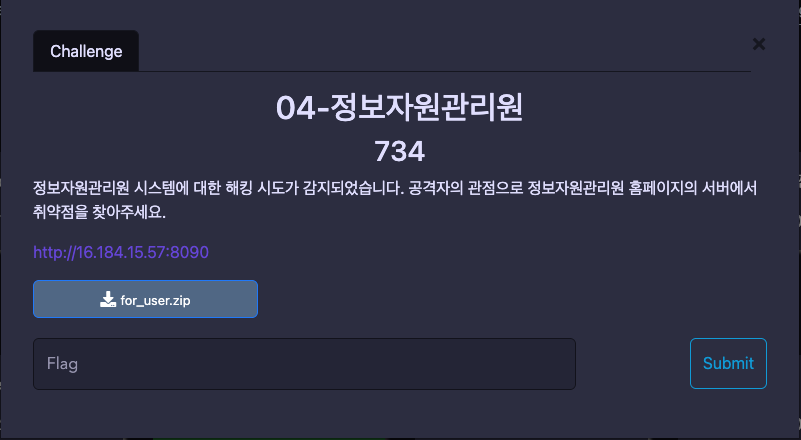 Challenge
×
04-정보자원관리원
734
정보자원관리원 시스템에 대한 해킹 시도가 감지되었습니다. 공격자의 관점으로 정보자원관리원 홈페이지의 서버에서
취약점을 찾아주세요.
http://16.184.15.57:8090
for_user.zip
Flag
Submit